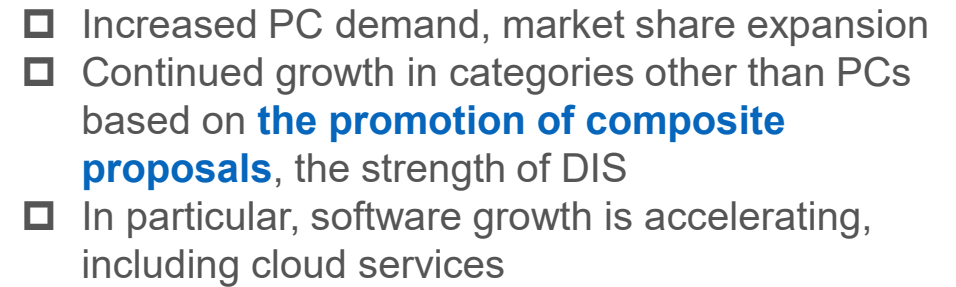 Increased PC demand, market share expansion
Continued growth in categories other than PCs
based on the promotion of composite
proposals, the strength of DIS
In particular, software growth is accelerating,
including cloud services